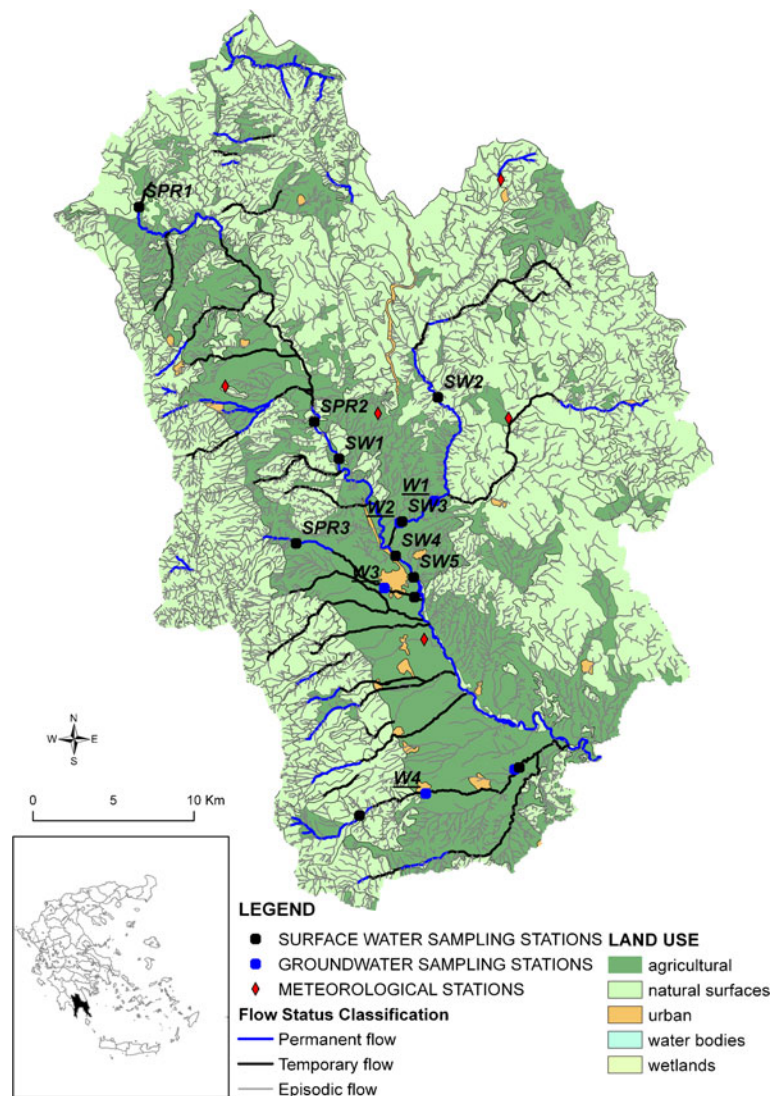 SPR1
SW2
SPR2
SW1
W1
SW3
W2
SPR3
SW4
SW5
W3
N
W E
S
W4
0 5 10 Km
LEGEND
SURFACE WATER SAMPLING STATIONS
GROUNDWATER SAMPLING STATIONS
METEOROLOGICAL STATIONS
Flow Status Classification
Permanent flow
Temporary flow
Episodic flow
LAND USE
agricultural
natural surfaces
urban
water bodies
wetlands